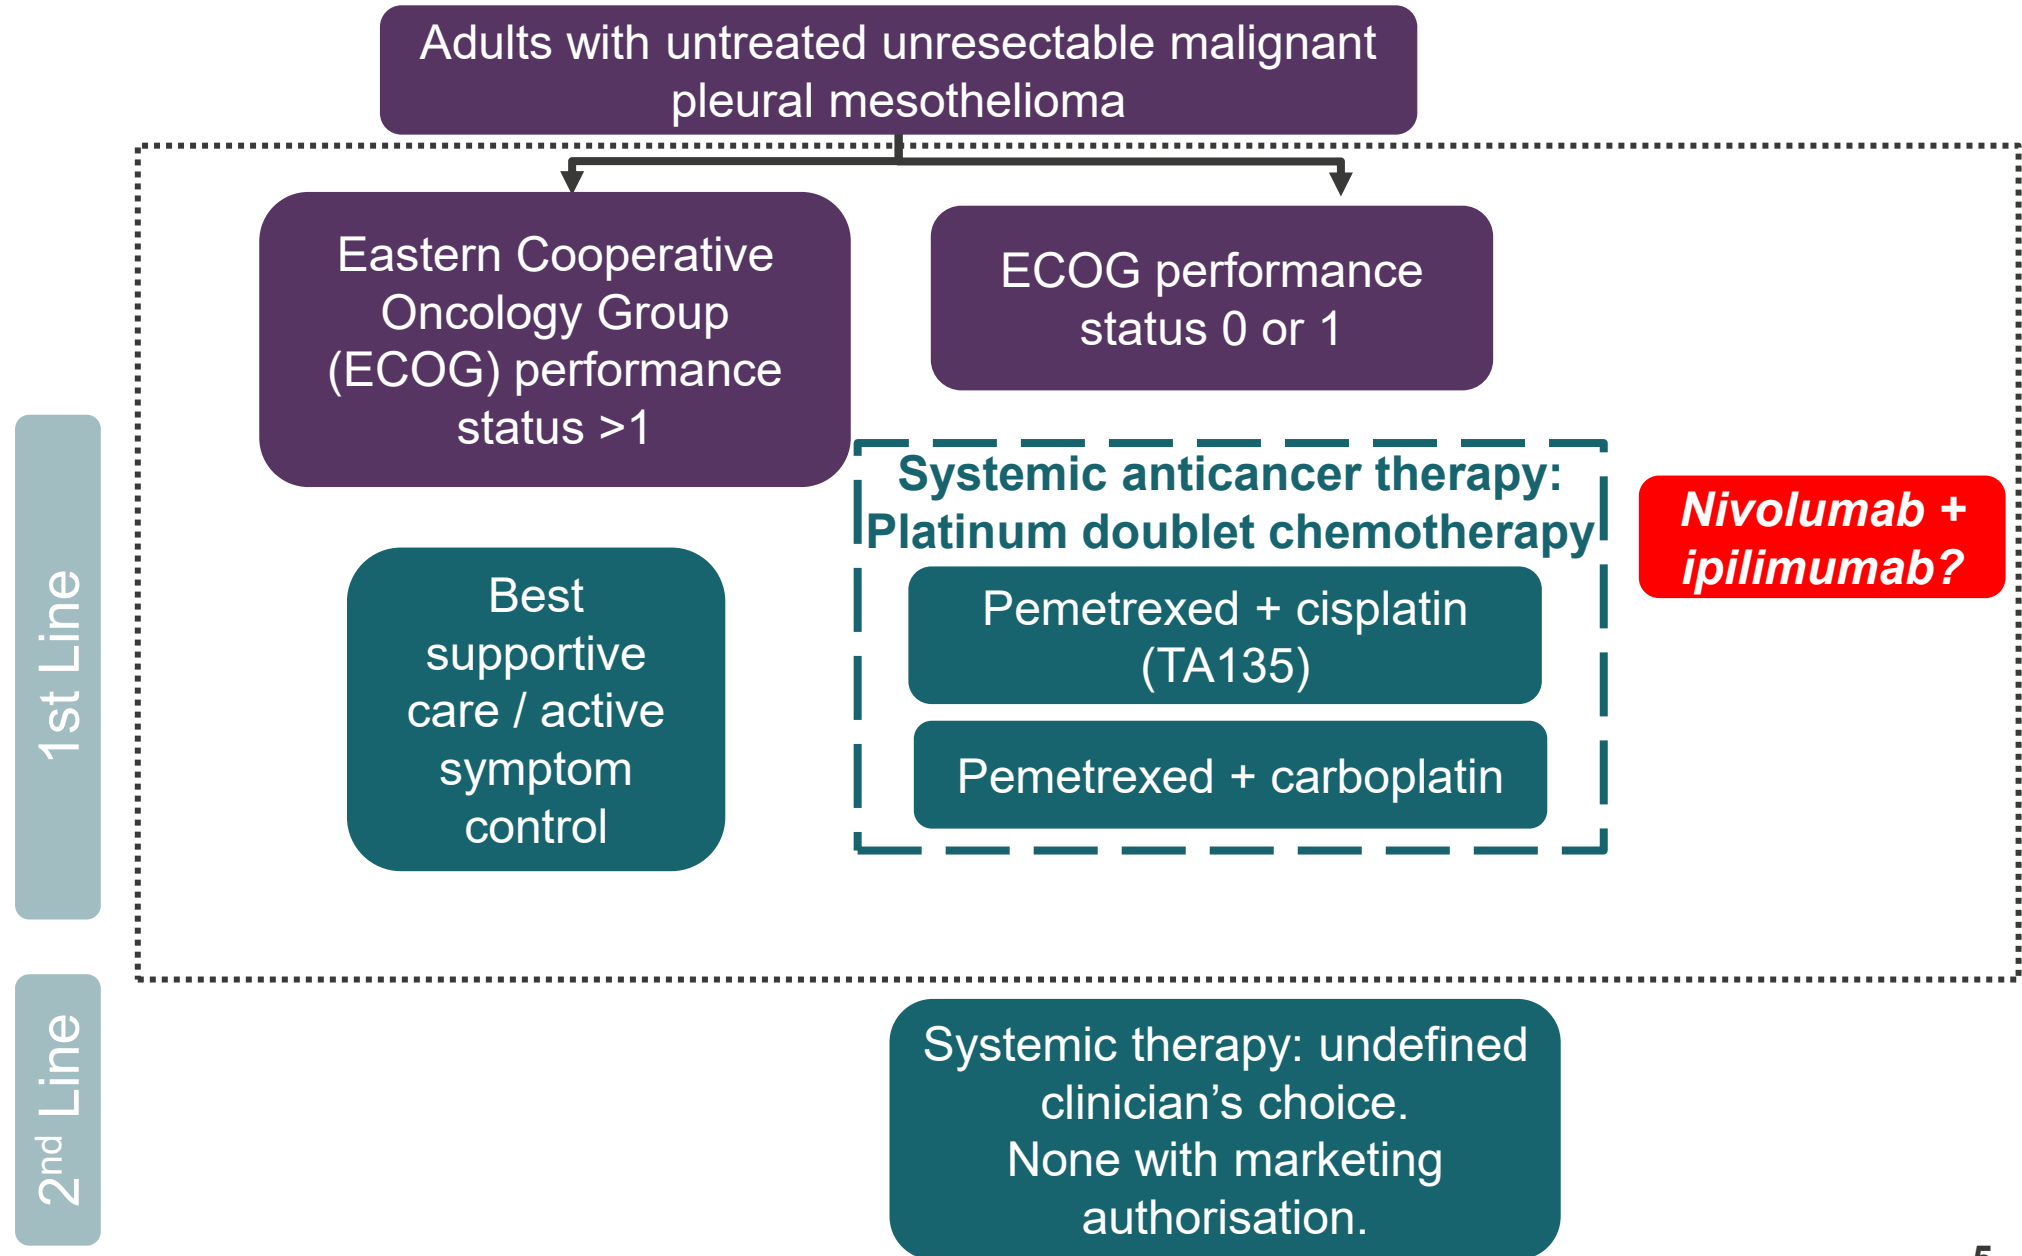 Adults with untreated unresectable malignant
pleural mesothelioma
Eastern Cooperative
Oncology Group
(ECOG) performance
status >1
ECOG performance
status 0 or 1
1st Line
Best
supportive
care / active
symptom
control
Systemic anticancer therapy:
Platinum doublet chemotherapy
Pemetrexed + cisplatin
(TA135)
Pemetrexed + carboplatin
Nivolumab +
ipilimumab?
2nd Line
Systemic therapy: undefined
clinician’s choice.
None with marketing
authorisation.
5